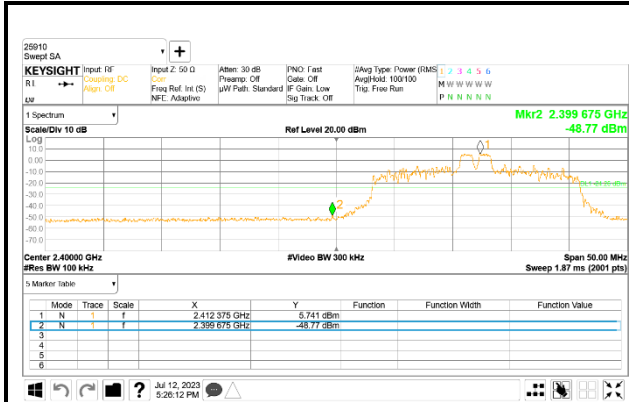 25910
Swept SA
+
KEYSIGHT Input: RF Input Z: 50 Ω Atten: 30 dB PNO: Fast #Avg Type: Power (RMS 1 2 3 4 5 6
R L Coupling: DC Corr Preamp: Off Gate: Off Avg|Hold: 100/100 M W W W W W
Align: Off Freq Ref: Int (S) µW Path: Standard IF Gain: Low Trig: Free Run
NFE: Adaptive Sig Track: Off P N N N N N
1 Spectrum
Mkr2 2.399 675 GHz
Scale/Div 10 dB Ref Level 20.00 dBm -48.77 dBm
Log
10.0
0.00
-10.0
-20.0
-30.0
-40.0
-50.0
-60.0
-70.0
1
2
Center 2.40000 GHz #Video BW 300 kHz Span 50.00 MHz
#Res BW 100 kHz Sweep 1.87 ms (2001 pts)
5 Marker Table
Mode Trace Scale X Y Function Function Width Function Value
1 N 1 f 2.412 375 GHz 5.741 dBm
2 N 1 f 2.399 675 GHz -48.77 dBm
3
4
5
6
? Jul 12, 2023
5:26:12 PM